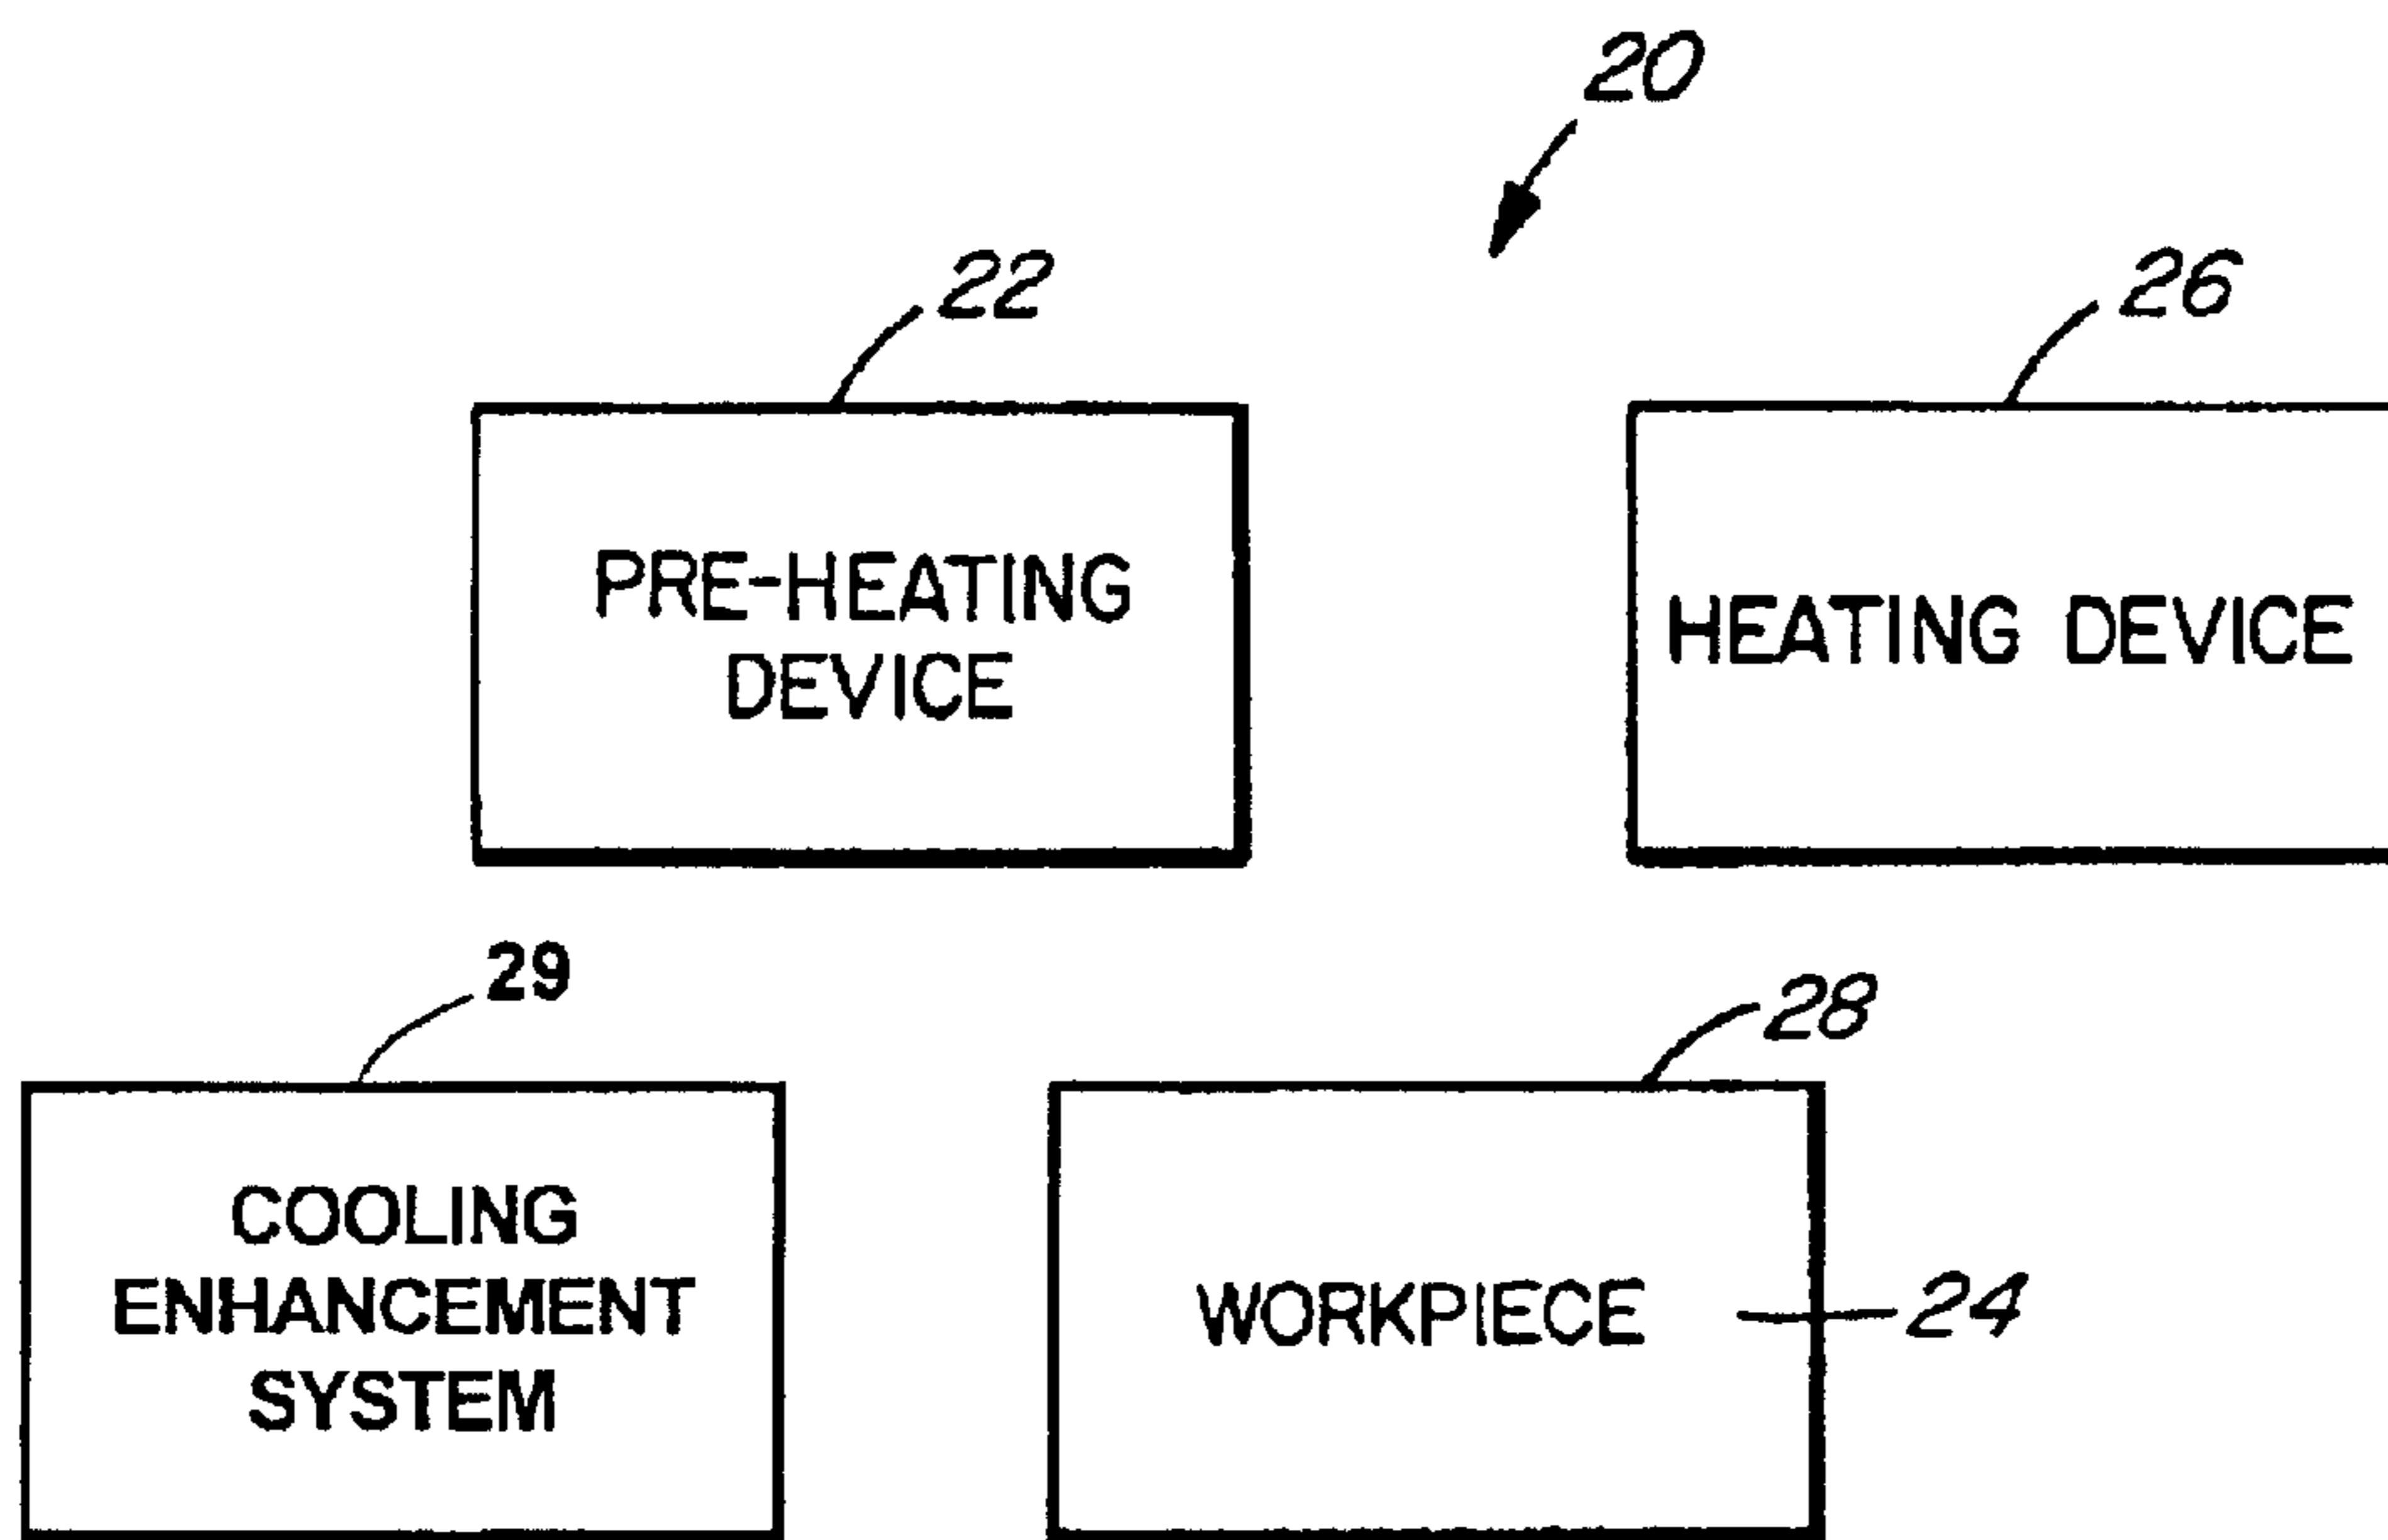 20
22
26
PRE-HEATING
DEVICE
HEATING DEVICE
29
28
COOLING
ENHANCEMENT
SYSTEM
WORKPIECE
24